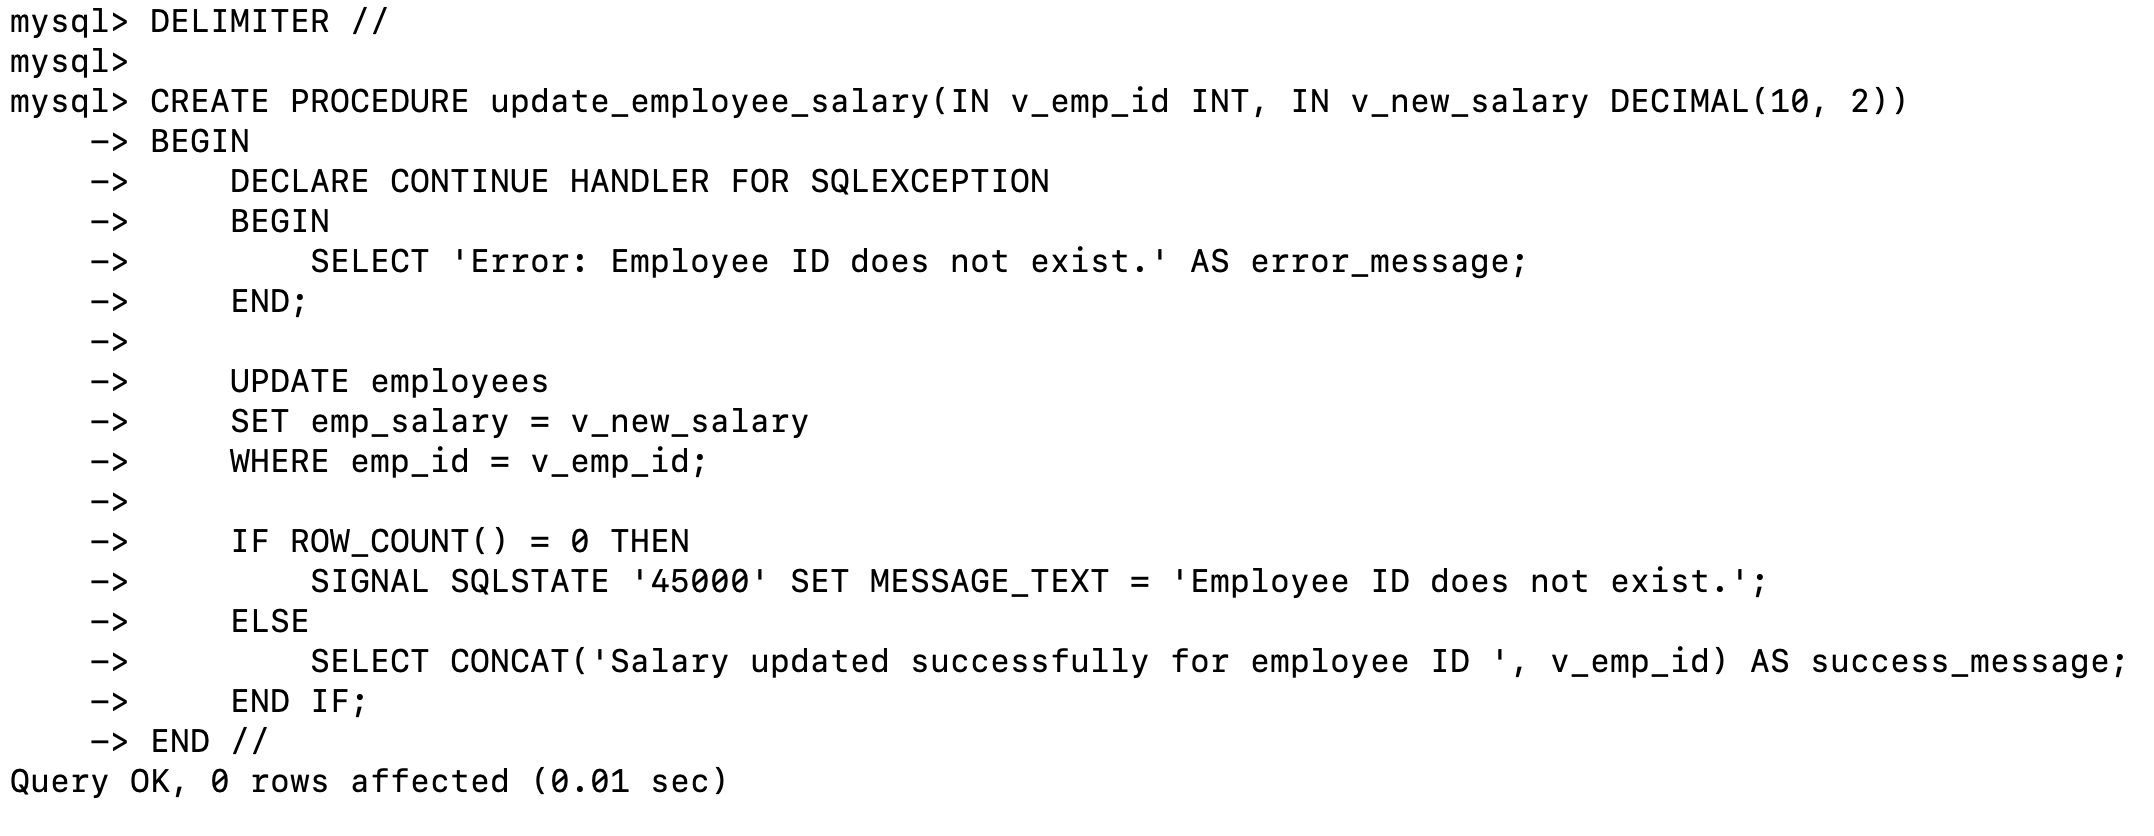 mysql> DELIMITER //
mysql>
mysql> CREATE PROCEDURE update_employee_salary(IN v_emp_id INT, IN v_new_salary DECIMAL(10, 2))
    -> BEGIN
    ->     DECLARE CONTINUE HANDLER FOR SQLEXCEPTION
    ->     BEGIN
    ->         SELECT 'Error: Employee ID does not exist.' AS error_message;
    ->     END;
    ->
    ->     UPDATE employees
    ->     SET emp_salary = v_new_salary
    ->     WHERE emp_id = v_emp_id;
    ->
    ->     IF ROW_COUNT() = 0 THEN
    ->         SIGNAL SQLSTATE '45000' SET MESSAGE_TEXT = 'Employee ID does not exist.';
    ->     ELSE
    ->         SELECT CONCAT('Salary updated successfully for employee ID ', v_emp_id) AS success_message;
    ->     END IF;
    -> END //
Query OK, 0 rows affected (0.01 sec)